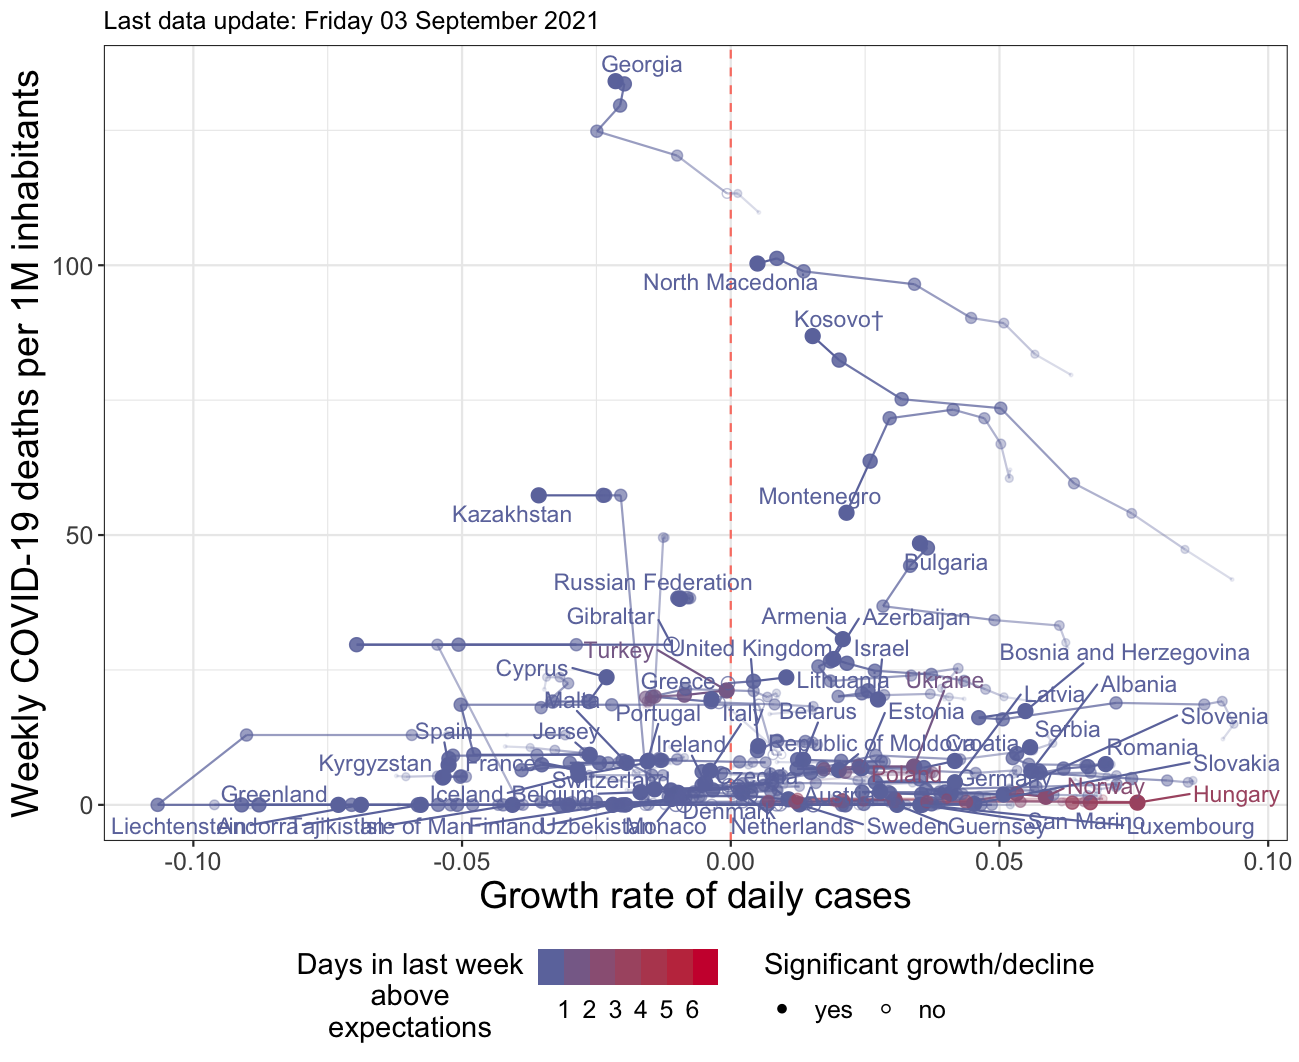 Last data update: Friday 03 September 2021
Weekly COVID-19 deaths per 1M inhabitants
Georgia
100
North Macedonia
Kosovo†
Montenegro
Kazakhstan
50
Bulgaria
Russian Federation
Gibraltar
Armenia
Azerbaijan
Turkey
United Kingdom
Israel
Bosnia and Herzegovina
Cyprus
Greece
Lithuania
Ukraine
Albania
Malta
Latvia
Portugal
Italy
Belarus
Estonia
Slovenia
Spain
Jersey
Serbia
Ireland
Republic of Moldova
Croatia
Romania
Kyrgyzstan
France
Slovakia
Switzerland
Czechia
Poland
Germany
Greenland
Iceland
Belgium
Austria
Norway
Hungary
0
Denmark
San Marino
Liechtenstein
Andorra
Tajikistan
Isle of Man
Finland
Uzbekistan
Monaco
Netherlands
Sweden
Guernsey
Luxembourg
-0.10
-0.05
0.00
0.05
0.10
Growth rate of daily cases
Days in last week
above
expectations
1 2 3 4 5 6
Significant growth/decline
yes
no